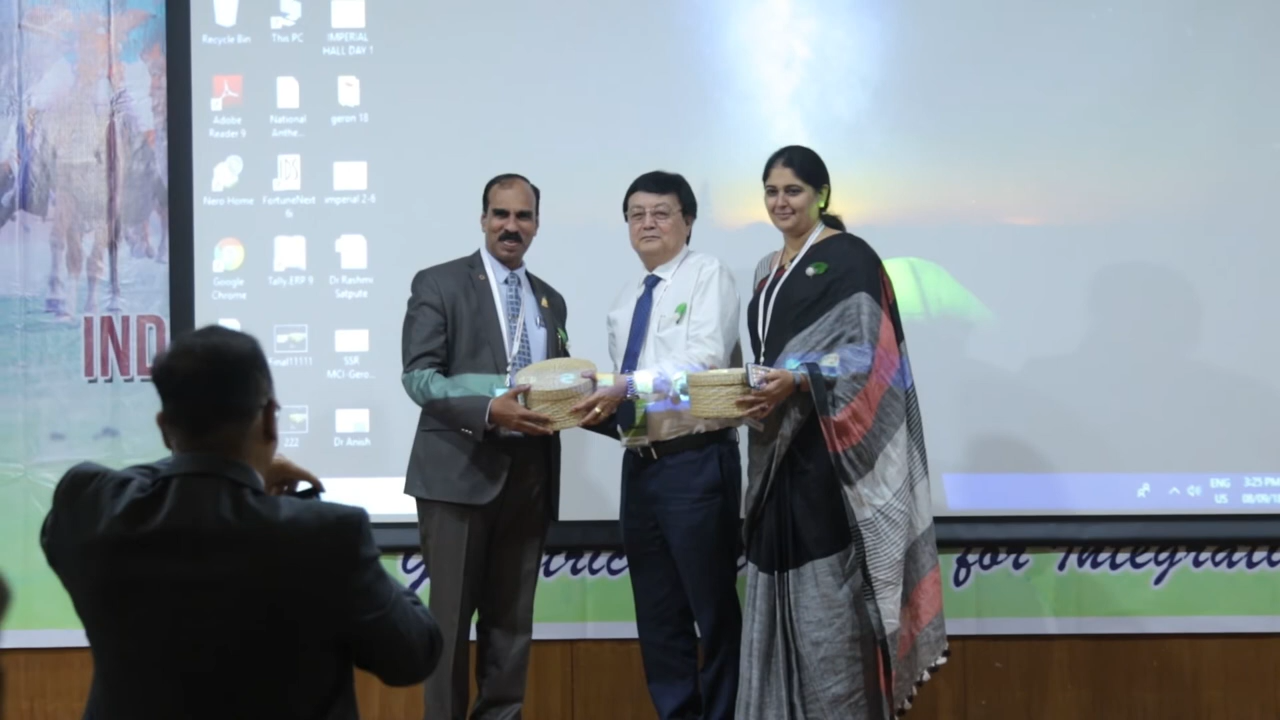 Recycle Bin
This PC
IMPERIAL
HALL DAY 1
Adobe
Reader 9
National
Anthe...
geron 18
Nero Home
FortuneNext
6
imperial 2-6
Google
Chrome
Tally.ERP 9
Dr Rashmi
Satpute
IND
Final11111
SSR
MCI-Gero...
222
Dr Anish
ENG
US
3:25 PM
for Integrati